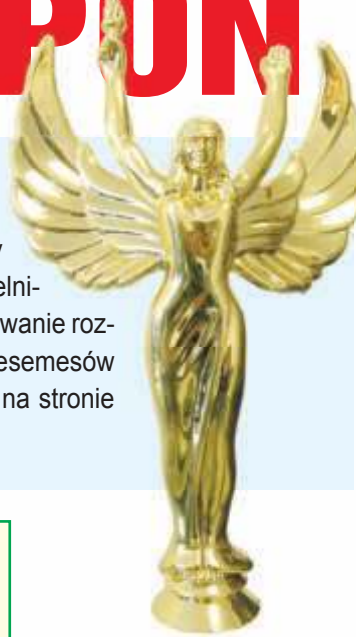 PON
elni-
wanie roz-
esemesów
na stronie